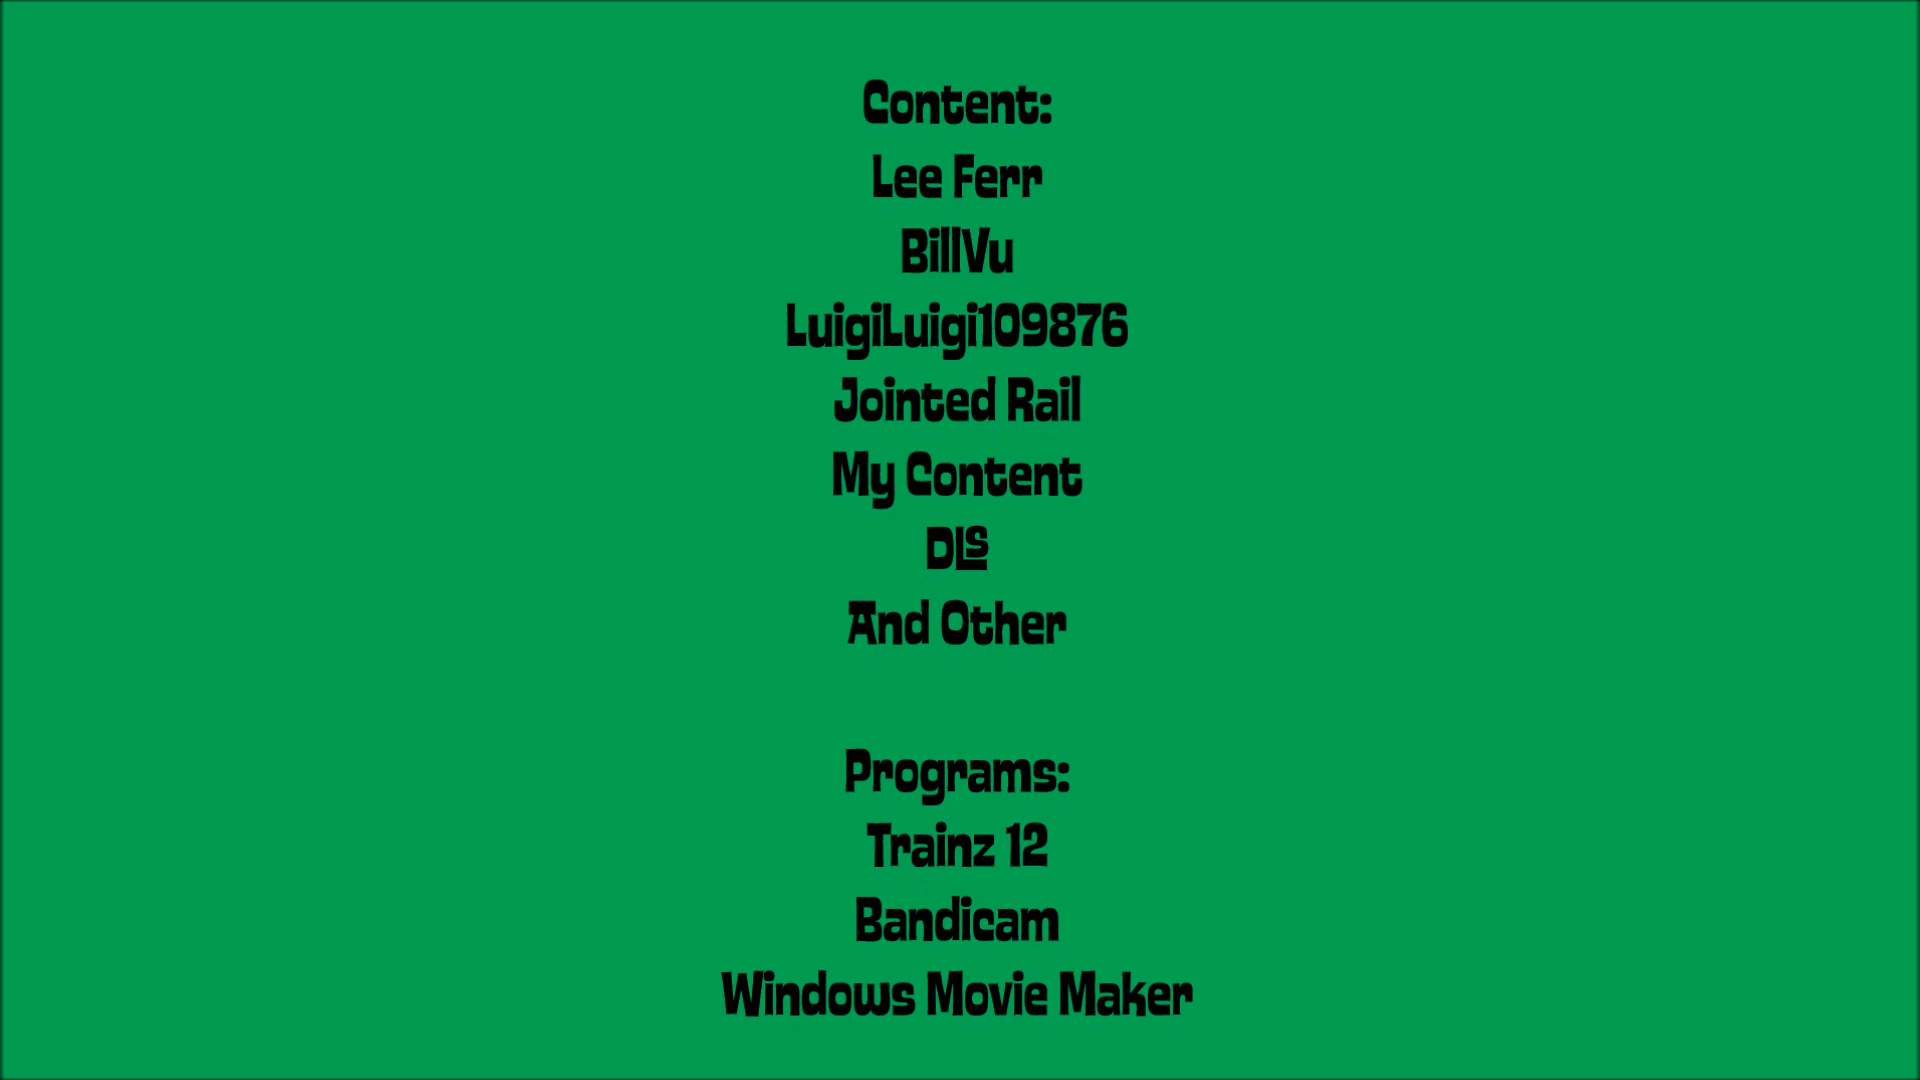 Content:
Lee Ferr
BillVu
LuigiLuigi109876
Jointed Rail
My Content
DLS
And Other
Programs:
Trainz 12
Bandicam
Windows Movie Maker